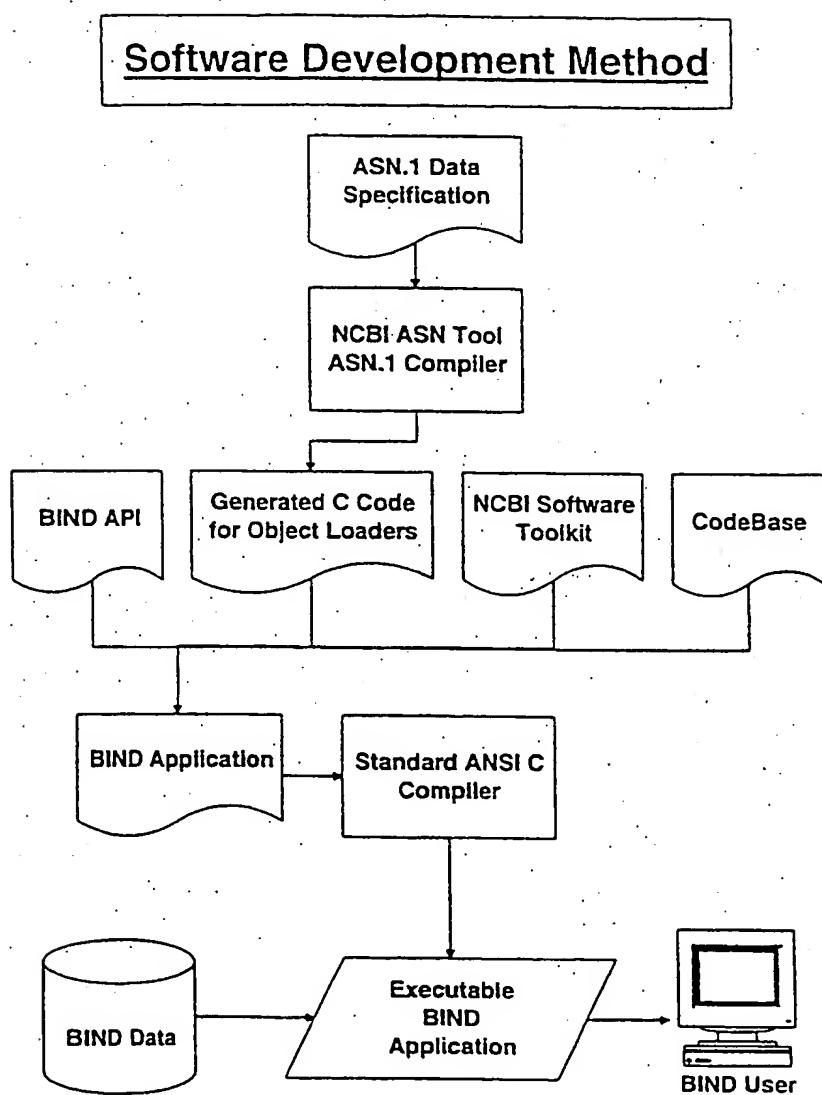 Software Development Method
ASN.1 Data
Specification
NCBI ASN Tool
ASN.1 Compiler
BIND API
Generated C Code
for Object Loaders
NCBI Software
Toolkit
CodeBase
BIND Application
Standard ANSI C
Compiler
BIND Data
Executable
BIND
Application
BIND User